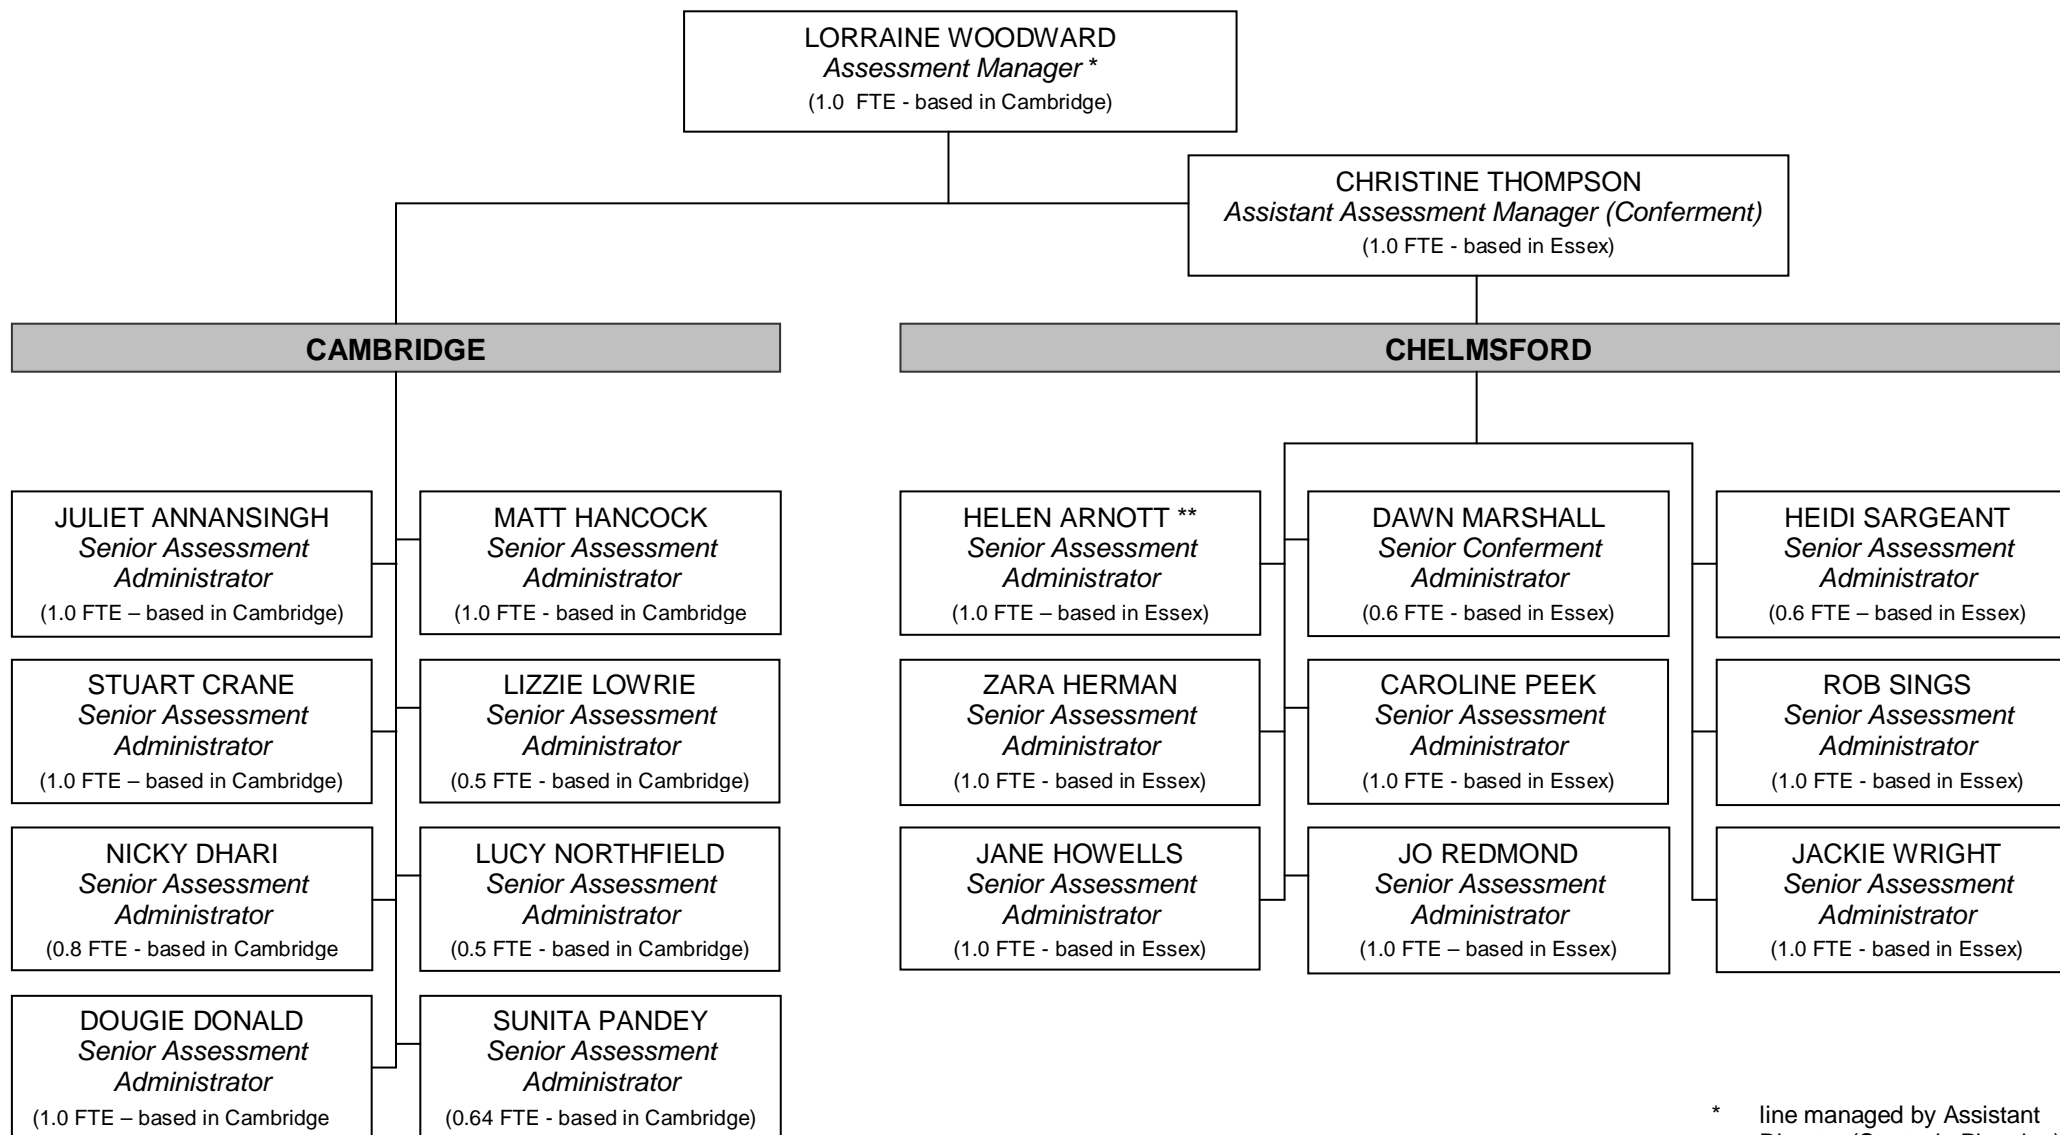 LORRAINE WOODWARD
Assessment Manager *
(1.0 FTE - based in Cambridge)
CHRISTINE THOMPSON
Assistant Assessment Manager (Conferment)
(1.0 FTE - based in Essex)
CAMBRIDGE
JULIET ANNANSINGH
Senior Assessment
Administrator
(1.0 FTE – based in Cambridge)
MATT HANCOCK
Senior Assessment
Administrator
(1.0 FTE - based in Cambridge
STUART CRANE
Senior Assessment
Administrator
(1.0 FTE – based in Cambridge)
LIZZIE LOWRIE
Senior Assessment
Administrator
(0.5 FTE - based in Cambridge)
NICKY DHARI
Senior Assessment
Administrator
(0.8 FTE - based in Cambridge
LUCY NORTHFIELD
Senior Assessment
Administrator
(0.5 FTE - based in Cambridge)
DOUGIE DONALD
Senior Assessment
Administrator
(1.0 FTE – based in Cambridge
SUNITA PANDEY
Senior Assessment
Administrator
(0.64 FTE - based in Cambridge)
CHELMSFORD
HELEN ARNOTT **
Senior Assessment
Administrator
(1.0 FTE – based in Essex)
DAWN MARSHALL
Senior Conferment
Administrator
(0.6 FTE - based in Essex)
HEIDI SARGEANT
Senior Assessment
Administrator
(0.6 FTE – based in Essex)
ZARA HERMAN
Senior Assessment
Administrator
(1.0 FTE - based in Essex)
CAROLINE PEEK
Senior Assessment
Administrator
(1.0 FTE - based in Essex)
ROB SINGS
Senior Assessment
Administrator
(1.0 FTE - based in Essex)
JANE HOWELLS
Senior Assessment
Administrator
(1.0 FTE - based in Essex)
JO REDMOND
Senior Assessment
Administrator
(1.0 FTE – based in Essex)
JACKIE WRIGHT
Senior Assessment
Administrator
(1.0 FTE - based in Essex)
* line managed by Assistant